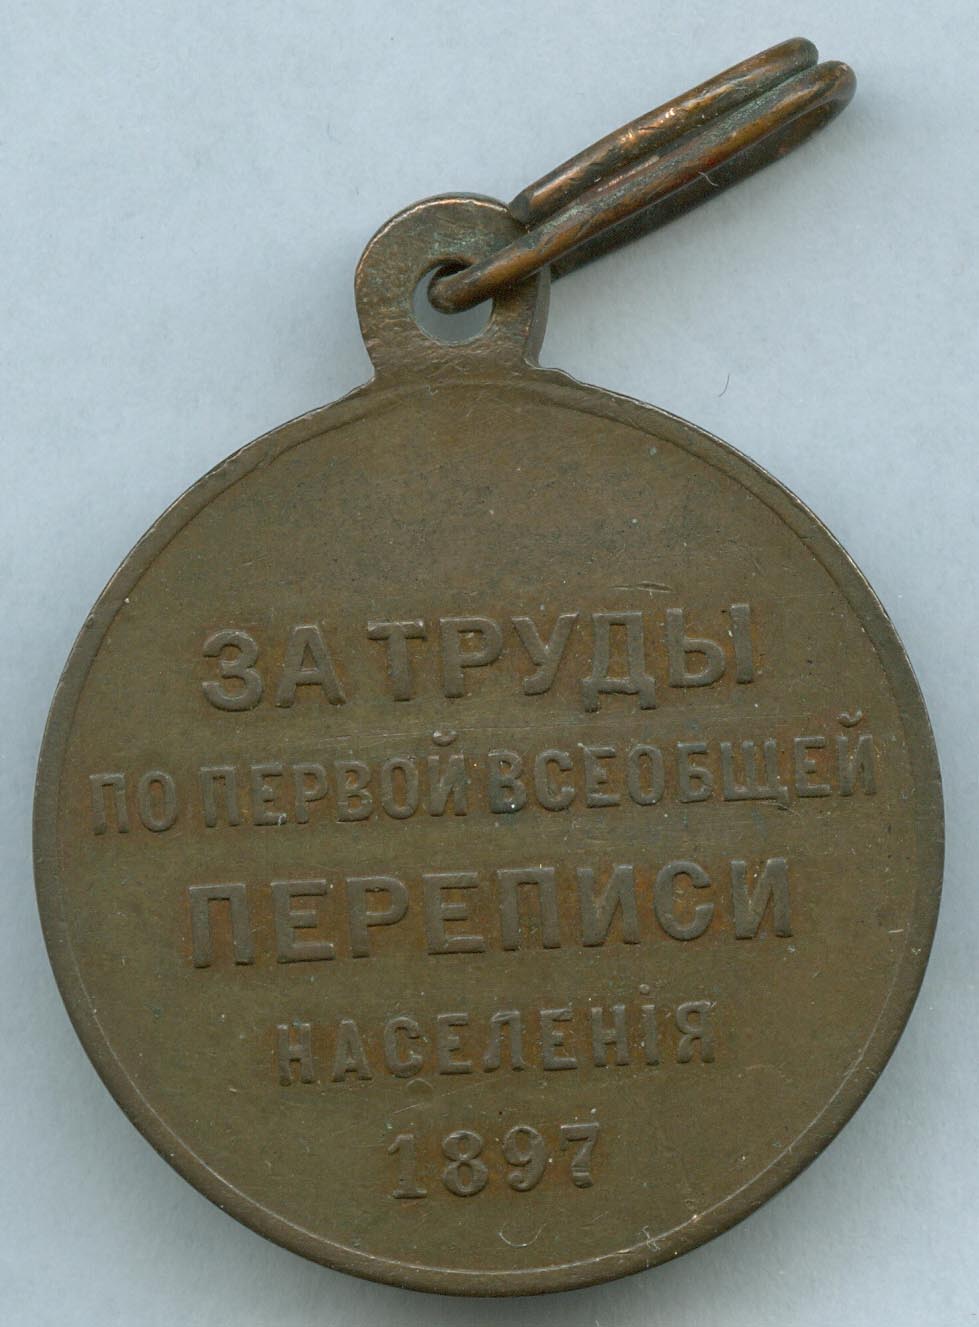 ЗА ТРУДЫ
ПО ПЕРВОЙ ВСЕОБЩЕЙ
ПЕРЕПИСИ
НАСЕЛЕНІЯ
1897